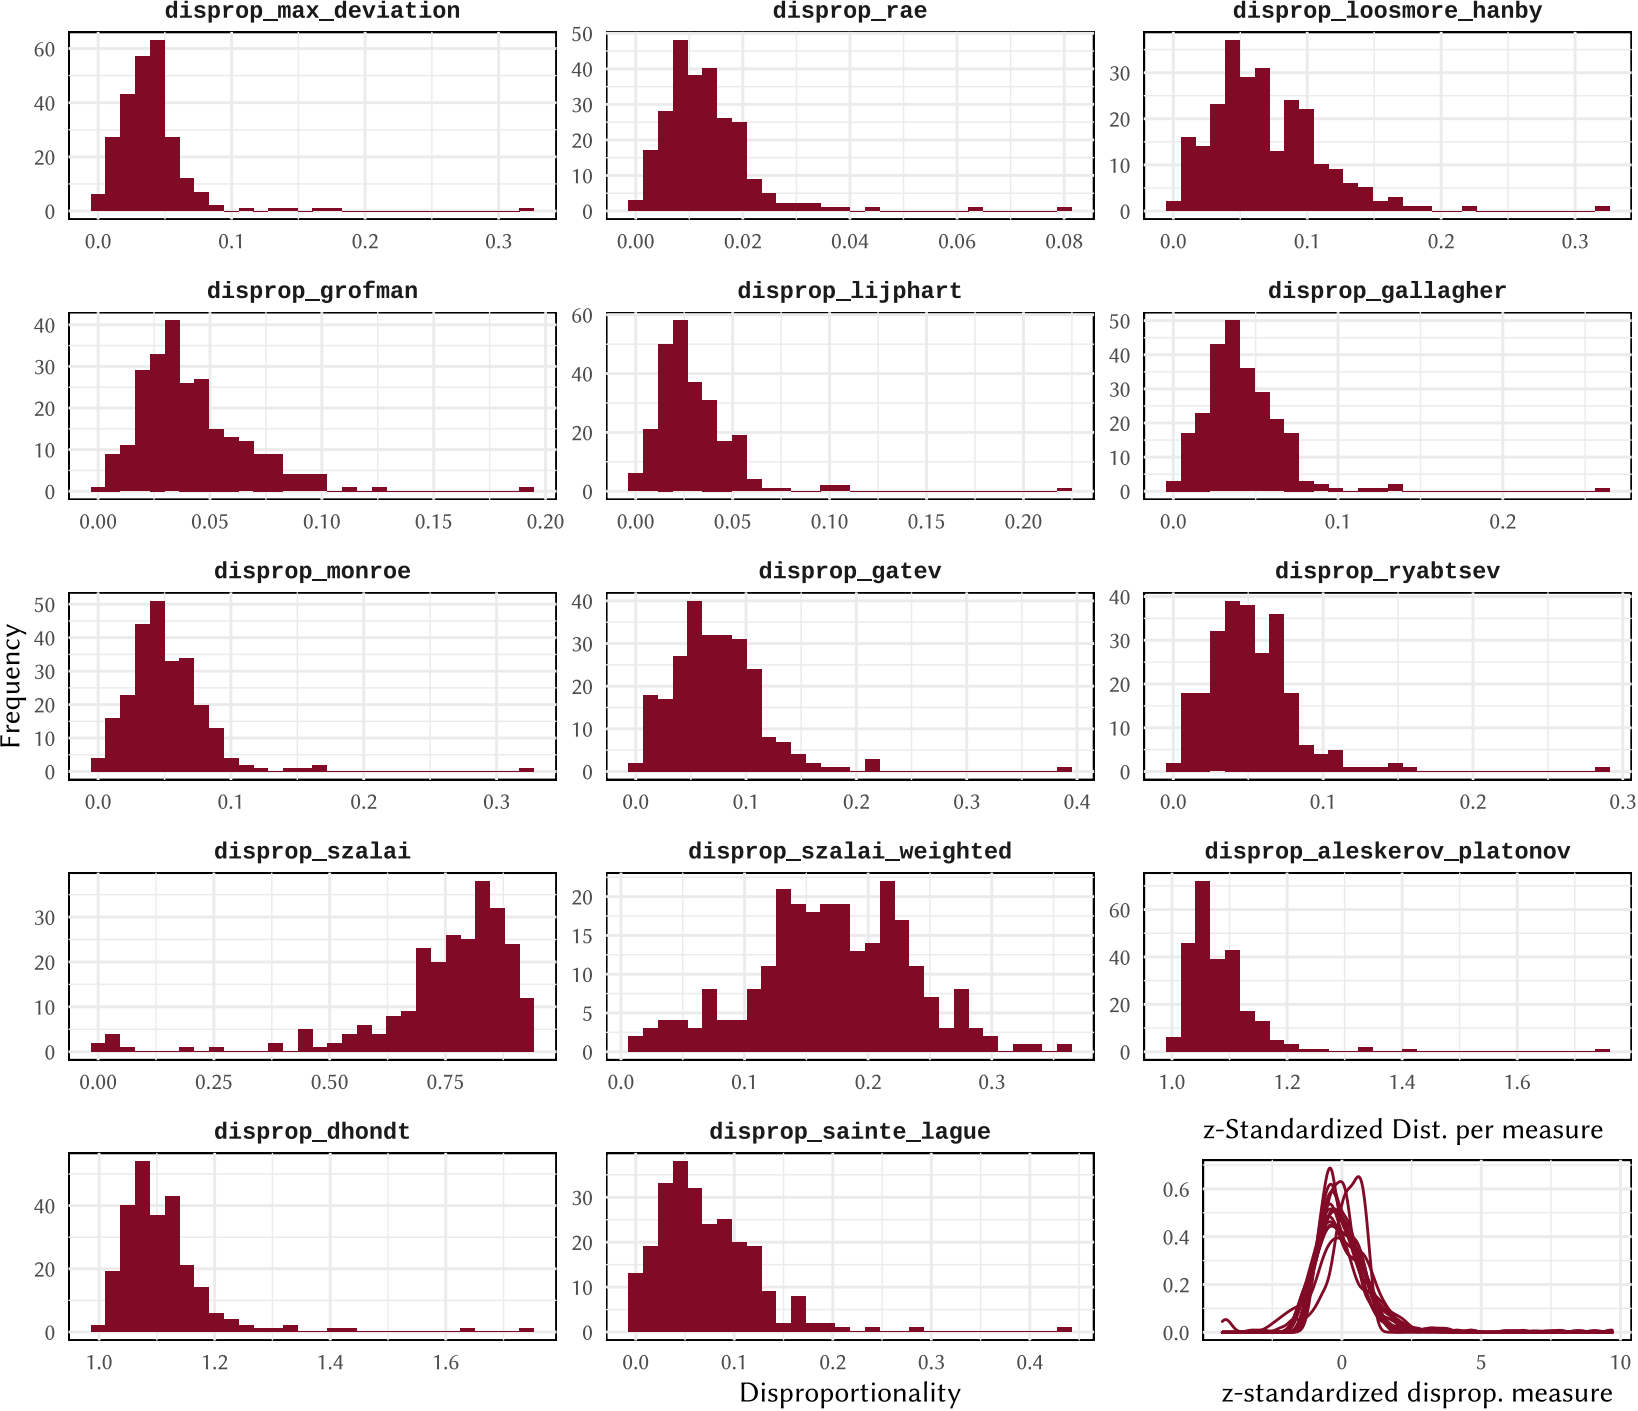 disprop_max_deviation disprop_rae disprop_loosmore_hanby
60 40 20 0
0.0 0.1 0.2 0.3
50 40 30 20 10 0
0.00 0.02 0.04 0.06 0.08
30 20 10 0
0.0 0.1 0.2 0.3
disprop_grofman disprop_lijphart disprop_gallagher
40 30 20 10 0
0.00 0.05 0.10 0.15 0.20
60 40 20 0
0.00 0.05 0.10 0.15 0.20
50 40 30 20 10 0
0.0 0.1 0.2
Frequency
disprop_monroe disprop_gatev disprop_ryabtsev
50 40 30 20 10 0
0.0 0.1 0.2 0.3
40 30 20 10 0
0.0 0.1 0.2 0.3 0.4
40 30 20 10 0
0.0 0.1 0.2 0.3
disprop_szalai disprop_szalai_weighted disprop_aleskerov_platonov
30 20 10 0
0.00 0.25 0.50 0.75
20 15 10 5 0
0.0 0.1 0.2 0.3
60 40 20 0
1.0 1.2 1.4 1.6
disprop_dhondt disprop_sainte_lague z-Standardized Dist. per measure
40 20 0
1.0 1.2 1.4 1.6
30 20 10 0
0.0 0.1 0.2 0.3 0.4
0.6 0.4 0.2 0.0
0 5 10
Disproportionality z-standardized disprop. measure